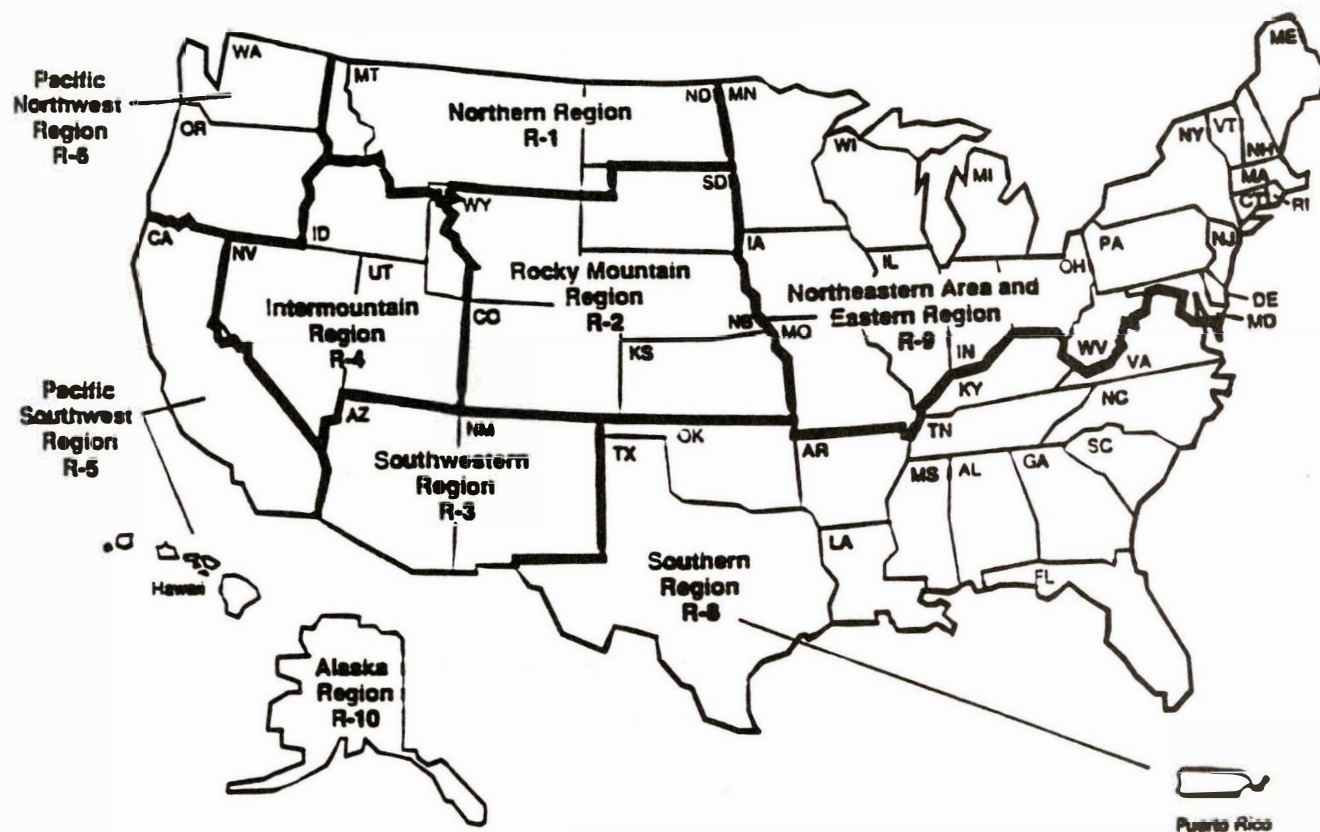 WA
MT
ND
MN
ME
Pacific
Northwest
Region
R-6
OR
Northern Region
R-1
WI
MI
NY
VT
NH
MA
CT
RI
SD
WY
CA
NV
ID
UT
IA
IL
OH
PA
NJ
Rocky Mountain
Region
R-2
Intermountain
Region
R-4
Northeastern Area and
Eastern Region
R-9
DE
MD
CO
NB
MO
KS
IN
WV
VA
KY
Pacific
Southwest
Region
R-5
AZ
NM
TX
OK
AR
TN
NC
SC
Southwestern
Region
R-3
MS
AL
GA
LA
FL
Southern
Region
R-8
Hawaii
Alaska
Region
R-10
Puerto Rico